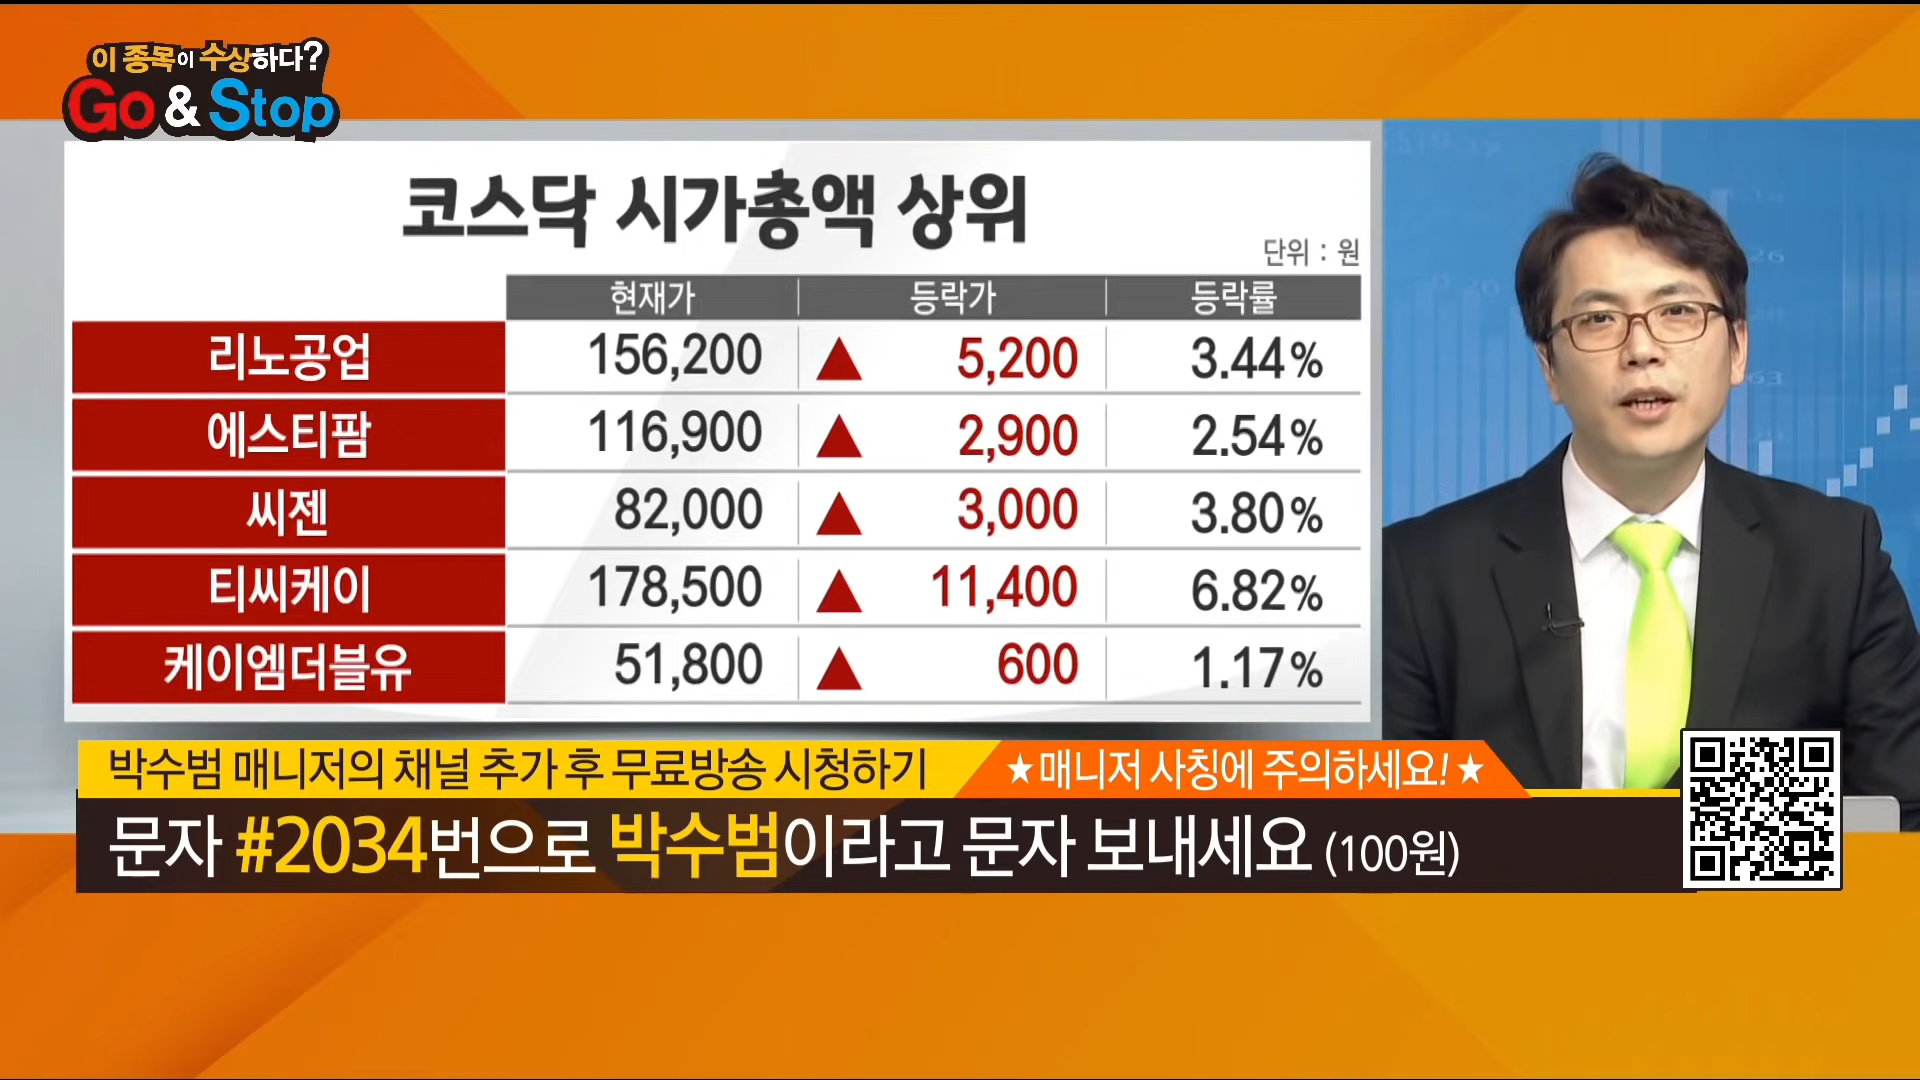 이 종목이 수상하다?
Go & Stop
코스닥 시가총액 상위
단위 : 원
현재가 등락가 등락률
리노공업 156,200 ▲ 5,200 3.44%
에스티팜 116,900 ▲ 2,900 2.54%
씨젠 82,000 ▲ 3,000 3.80%
티씨케이 178,500 ▲ 11,400 6.82%
케이엠더블유 51,800 ▲ 600 1.17%
박수범 매니저의 채널 추가 후 무료방송 시청하기 ★매니저 사칭에 주의하세요!★
문자 #2034번으로 박수범이라고 문자 보내세요 (100원)